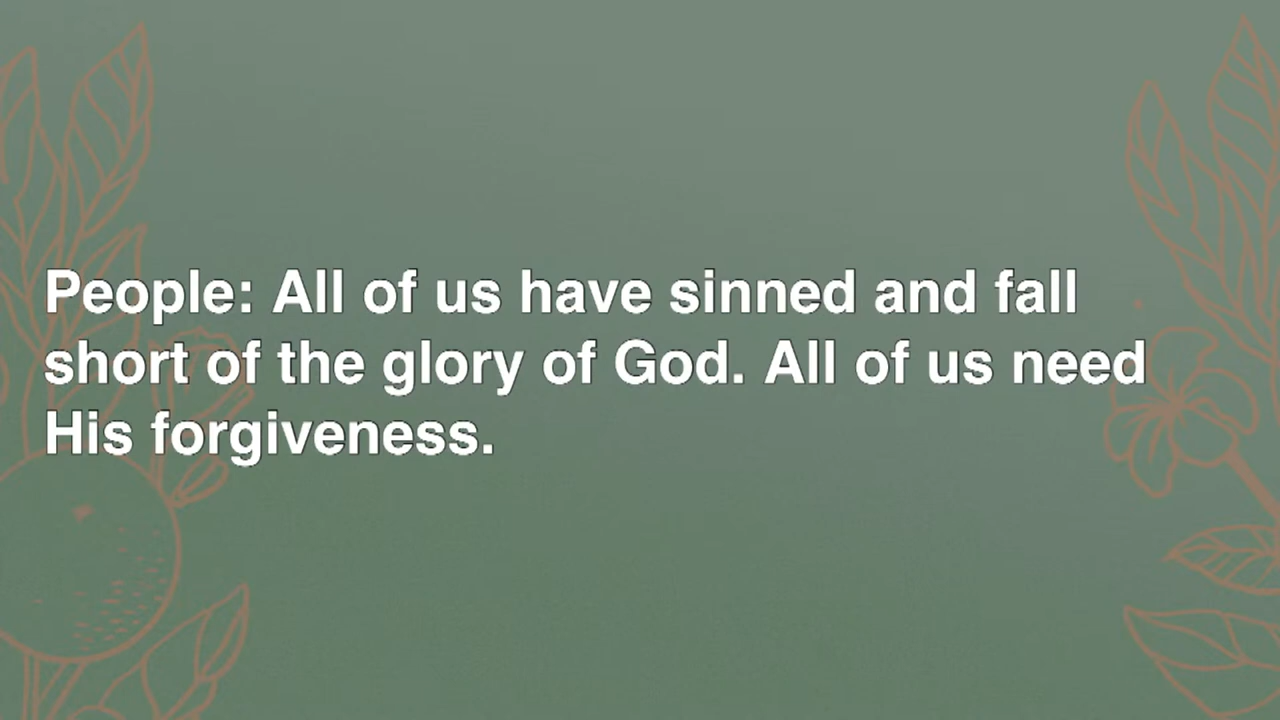 People: All of us have sinned and fall
short of the glory of God. All of us need
His forgiveness.